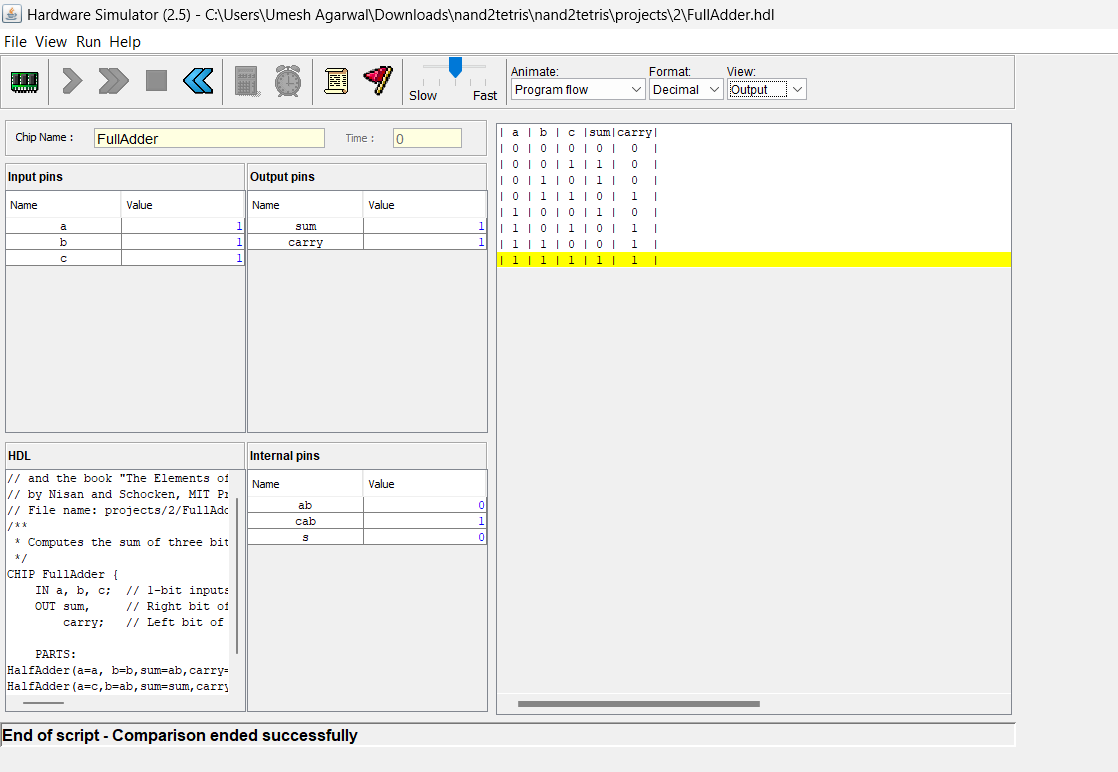 Hardware Simulator (2.5) - C:\Users\Umesh Agarwal\Downloads\nand2tetris\nand2tetris\projects\2\FullAdder.hdl
File View Run Help
Slow Fast
Animate: Format: View:
Program flow Decimal Output
Chip Name : FullAdder Time : 0
Input pins
Name Value
a 1
b 1
c 1
Output pins
Name Value
sum 1
carry 1
| a | b | c |sum|carry|
| 0 | 0 | 0 | 0 | 0 |
| 0 | 0 | 1 | 1 | 0 |
| 0 | 1 | 0 | 1 | 0 |
| 0 | 1 | 1 | 0 | 1 |
| 1 | 0 | 0 | 1 | 0 |
| 1 | 0 | 1 | 0 | 1 |
| 1 | 1 | 0 | 0 | 1 |
| 1 | 1 | 1 | 1 | 1 |
HDL
// and the book "The Elements of
// by Nisan and Schocken, MIT Pr
// File name: projects/2/FullAdd
/**
* Computes the sum of three bit
*/
CHIP FullAdder {
IN a, b, c; // 1-bit inputs
OUT sum, // Right bit of
carry; // Left bit of
PARTS:
HalfAdder(a=a, b=b,sum=ab,carry=
HalfAdder(a=c,b=ab,sum=sum,carry
Internal pins
Name Value
ab 0
cab 1
s 0
End of script - Comparison ended successfully